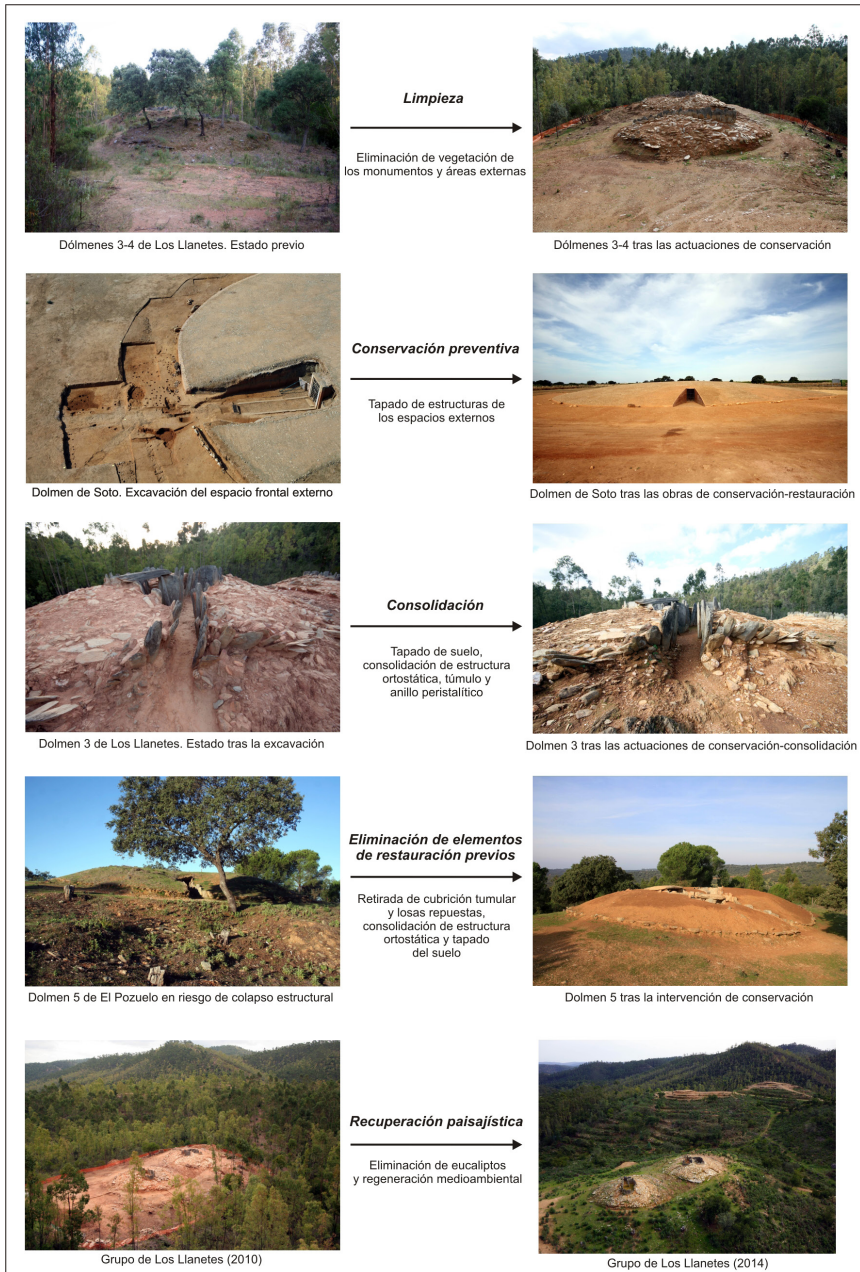 Limpieza
Eliminación de vegetación de
los monumentos y áreas externas
Dólmenes 3-4 de Los Llanetes. Estado previo
Dólmenes 3-4 tras las actuaciones de conservación
Conservación preventiva
Tapado de estructuras de
los espacios externos
Dolmen de Soto. Excavación del espacio frontal externo
Dolmen de Soto tras las obras de conservación-restauración
Consolidación
Tapado de suelo,
consolidación de estructura
ortostática, túmulo y
anillo peristalítico
Dolmen 3 de Los Llanetes. Estado tras la excavación
Dolmen 3 tras las actuaciones de conservación-consolidación
Eliminación de elementos
de restauración previos
Retirada de cubrición tumular
y losas repuestas,
consolidación de estructura
ortostática y tapado
del suelo
Dolmen 5 de El Pozuelo en riesgo de colapso estructural
Dolmen 5 tras la intervención de conservación
Recuperación paisajística
Eliminación de eucaliptos
y regeneración medioambiental
Grupo de Los Llanetes (2010)
Grupo de Los Llanetes (2014)